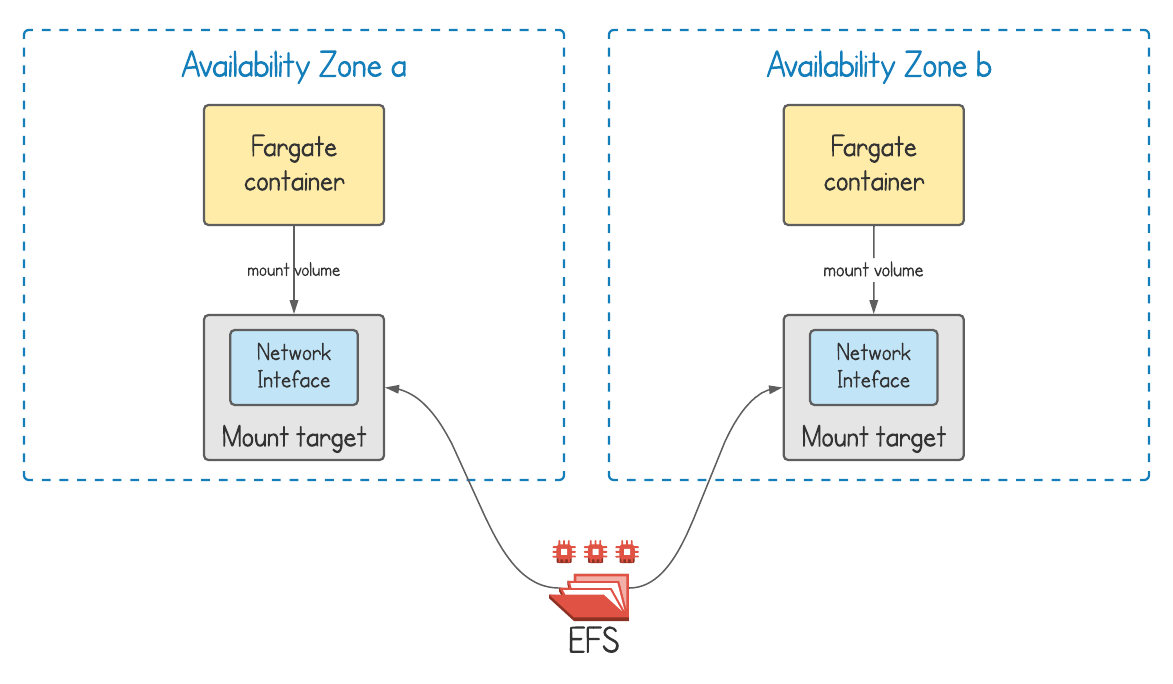 Availability Zone a
Fargate
container
mount volume
Network
Inteface
Mount target
Availability Zone b
Fargate
container
mount volume
Network
Inteface
Mount target
EFS